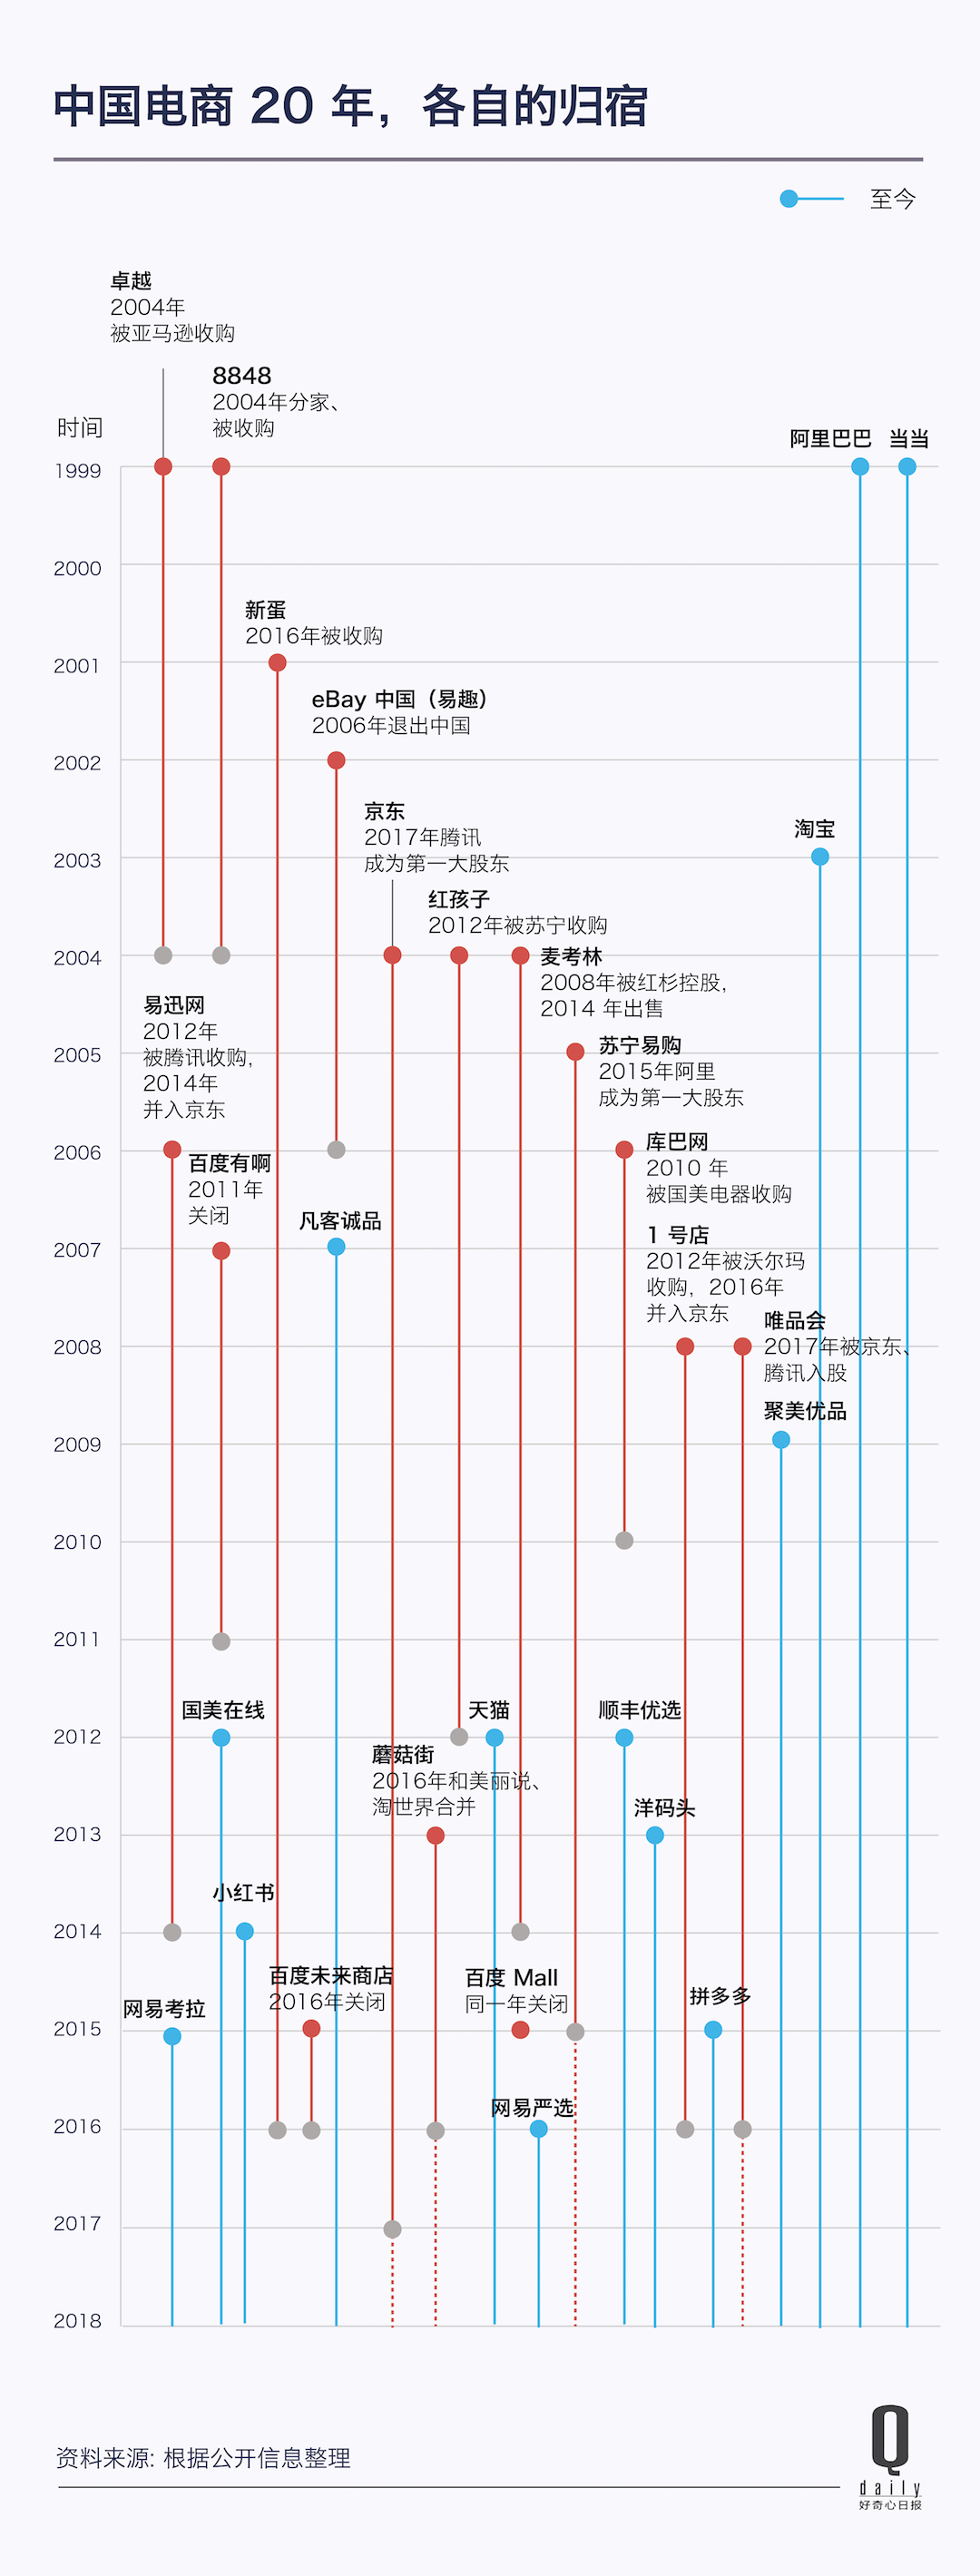 中国电商 20 年，各自的归宿
至今
卓越
2004年
被亚马逊收购
8848
2004年分家、
被收购
时间
阿里巴巴
当当
1999
2000
新蛋
2016年被收购
2001
eBay 中国（易趣）
2006年退出中国
2002
京东
2017年腾讯
成为第一大股东
淘宝
2003
红孩子
2012年被苏宁收购
2004
麦考林
2008年被红杉控股，
2014 年出售
易迅网
2012年
被腾讯收购，
2014年
并入京东
苏宁易购
2015年阿里
成为第一大股东
2005
库巴网
2010 年
被国美电器收购
2006
百度有啊
2011年
关闭
凡客诚品
1 号店
2012年被沃尔玛
收购，2016年
并入京东
2007
唯品会
2017年被京东、
腾讯入股
2008
聚美优品
2009
2010
2011
国美在线
天猫
顺丰优选
2012
蘑菇街
2016年和美丽说、
淘世界合并
洋码头
2013
小红书
2014
百度未来商店
2016年关闭
百度 Mall
同一年关闭
拼多多
网易考拉
2015
网易严选
2016
2017
2018
资料来源: 根据公开信息整理
Q
daily
好奇心日报